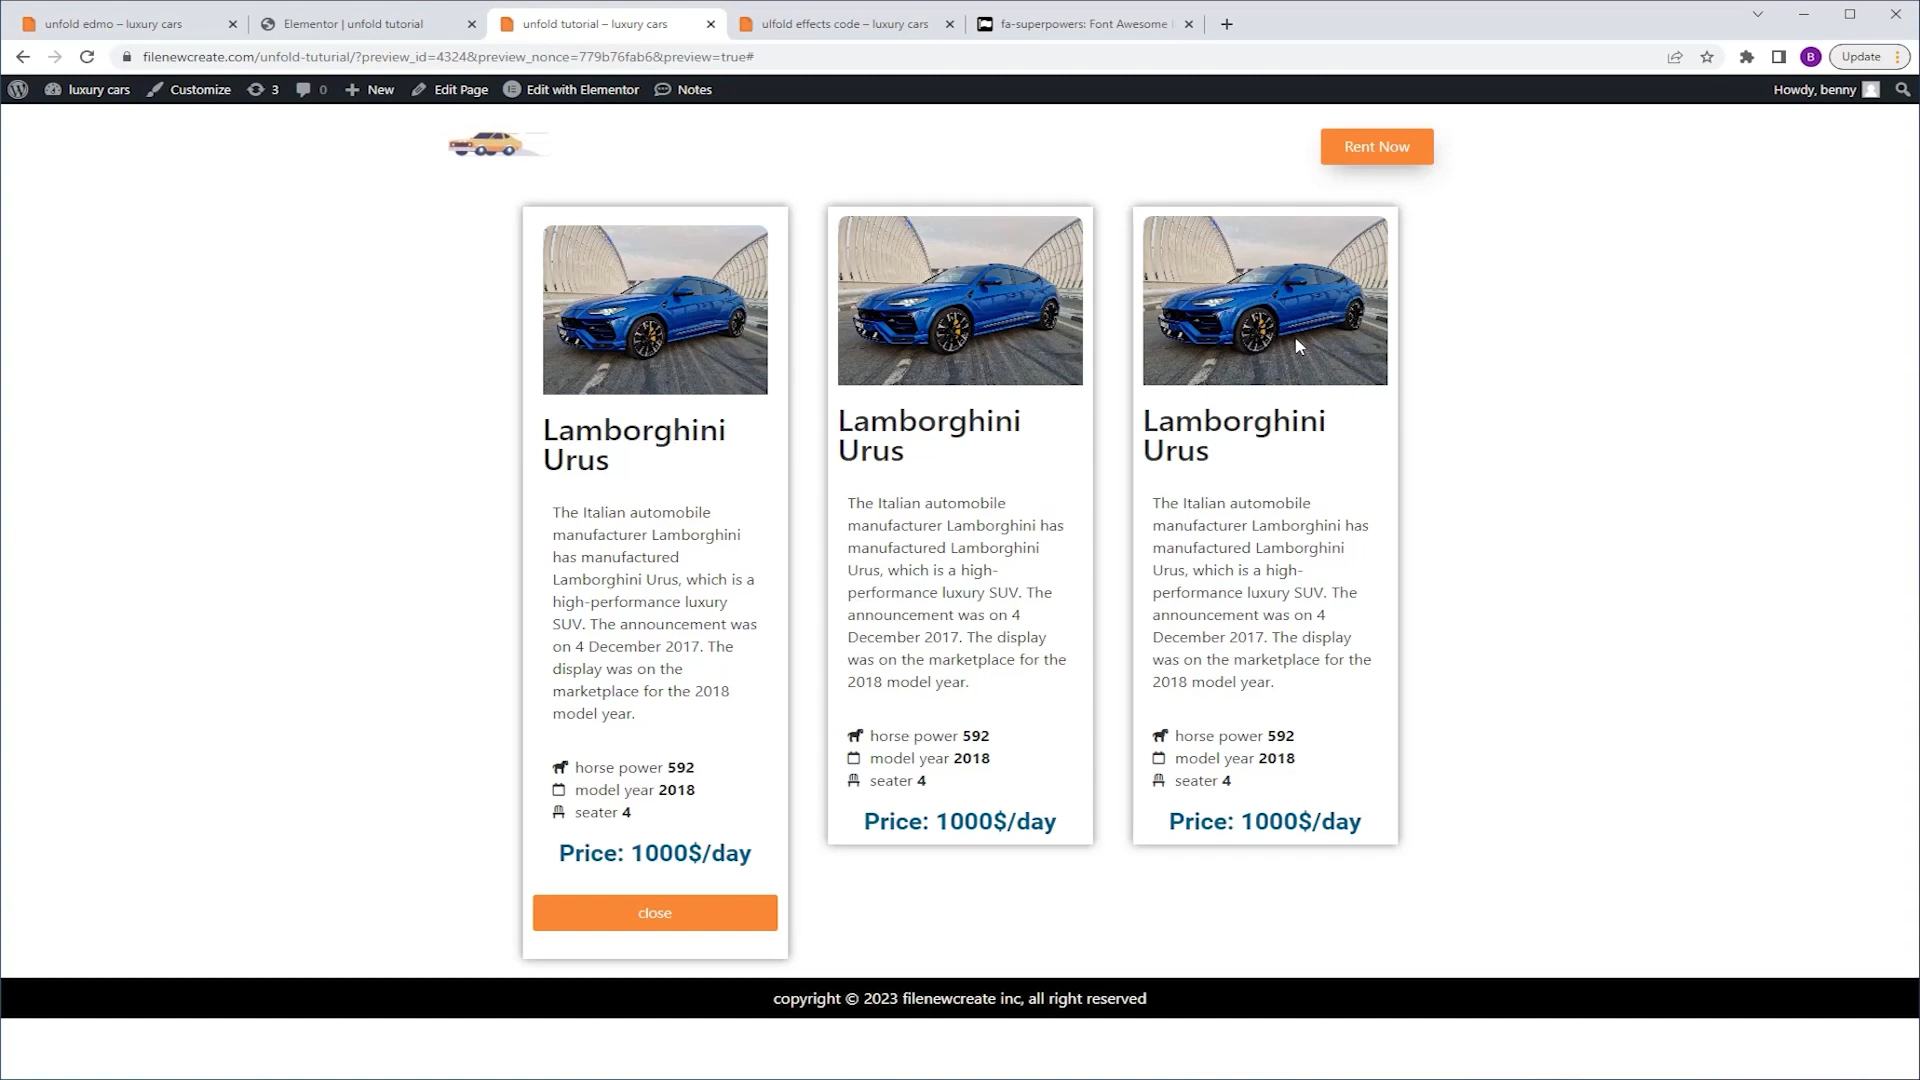 unfold edmo – luxury cars
Elementor | unfold tutorial
unfold tutorial – luxury cars
ulfold effects code – luxury cars
fa-superpowers: Font Awesome
filenewcreate.com/unfold-tuturial/?preview_id=4324&preview_nonce=779b76fab6&preview=true#
B
Update
luxury cars
Customize
3
0
New
Edit Page
Edit with Elementor
Notes
Howdy, benny
Rent Now
Lamborghini
Urus
The Italian automobile
manufacturer Lamborghini
has manufactured
Lamborghini Urus, which is a
high-performance luxury
SUV. The announcement was
on 4 December 2017. The
display was on the
marketplace for the 2018
model year.
horse power 592
model year 2018
seater 4
Price: 1000$/day
close
Lamborghini
Urus
The Italian automobile
manufacturer Lamborghini has
manufactured Lamborghini
Urus, which is a high-
performance luxury SUV. The
announcement was on 4
December 2017. The display
was on the marketplace for the
2018 model year.
horse power 592
model year 2018
seater 4
Price: 1000$/day
Lamborghini
Urus
The Italian automobile
manufacturer Lamborghini has
manufactured Lamborghini
Urus, which is a high-
performance luxury SUV. The
announcement was on 4
December 2017. The display
was on the marketplace for the
2018 model year.
horse power 592
model year 2018
seater 4
Price: 1000$/day
copyright © 2023 filenewcreate inc, all right reserved